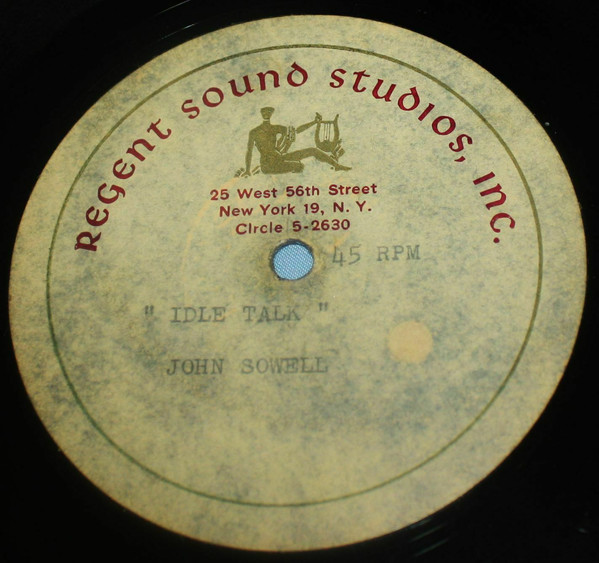 REGENT SOUND STUDIOS, INC.
25 West 56th Street
New York 19, N. Y.
CIrcle 5-2630
45 RPM
" IDLE TALK "
JOHN SOWELL